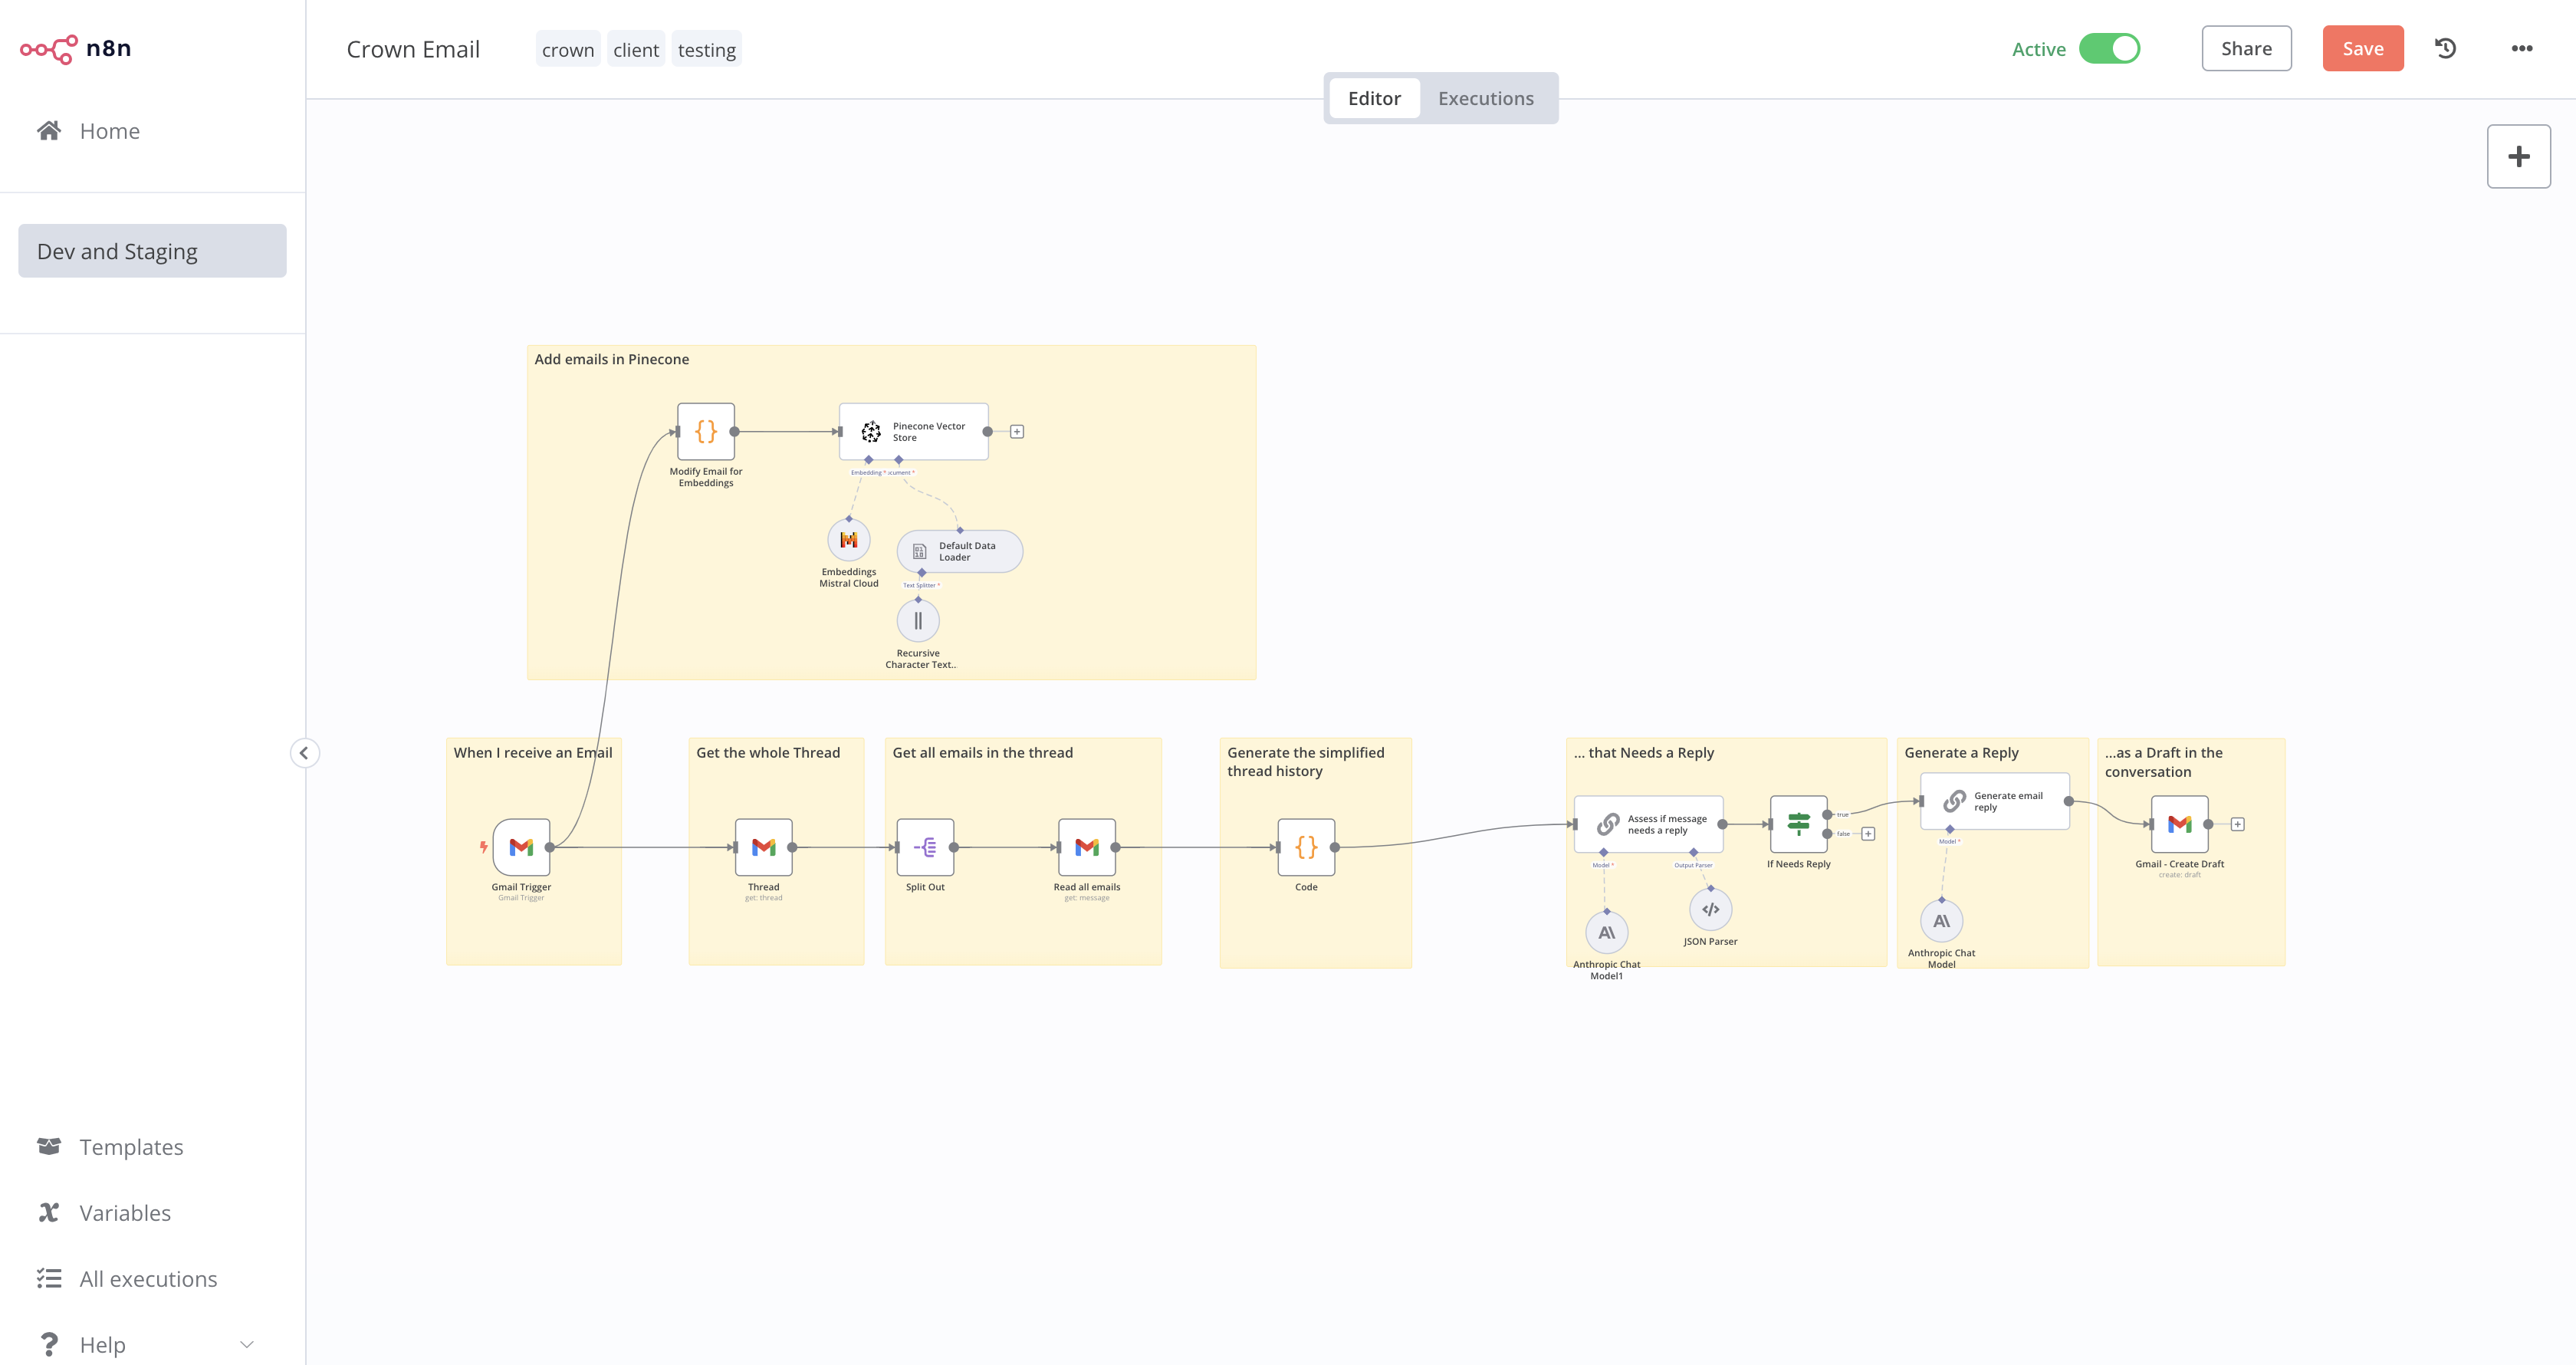 n8n
Crown Email
crown
client
testing
Active
Share
Save
Editor
Executions
Home
Dev and Staging
Add emails in Pinecone
Modify Email for
Embeddings
Pinecone Vector
Store
Embedding *
cument *
Embeddings
Mistral Cloud
Default Data
Loader
Text Splitter *
Recursive
Character Text..
When I receive an Email
Gmail Trigger
Gmail Trigger
Get the whole Thread
Thread
get: thread
Get all emails in the thread
Split Out
Read all emails
get: message
Generate the simplified
thread history
Code
... that Needs a Reply
Assess if message
needs a reply
Model *
Output Parser
Anthropic Chat
Model1
JSON Parser
If Needs Reply
true
false
Generate a Reply
Generate email
reply
Model *
Anthropic Chat
Model
...as a Draft in the
conversation
Gmail - Create Draft
create: draft
Templates
Variables
All executions
Help